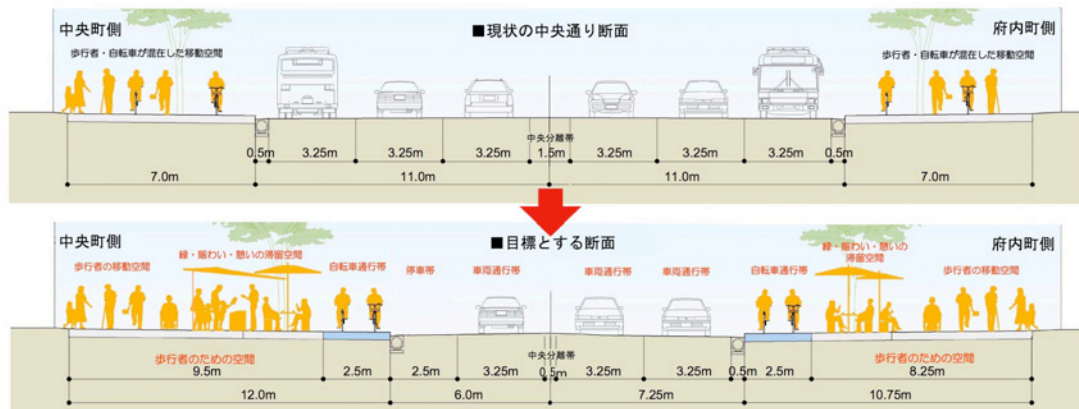 中央町側
■現状の中央通り断面
府内町側
歩行者・自転車が混在した移動空間
歩行者・自転車が混在した移動空間
中央分離帯
0.5m 3.25m 3.25m 3.25m 1.5m 3.25m 3.25m 3.25m 0.5m
7.0m 11.0m 11.0m 7.0m
中央町側
■目標とする断面
府内町側
緑・賑わい・憩いの滞留空間
緑・賑わい・憩いの
滞留空間
歩行者の移動空間
自転車通行帯
停車帯
車両通行帯
車両通行帯
車両通行帯
自転車通行帯
歩行者の移動空間
歩行者のための空間
中央分離帯
歩行者のための空間
9.5m 2.5m 2.5m 3.25m 0.5m 3.25m 3.25m 0.5m 2.5m 8.25m
12.0m 6.0m 7.25m 10.75m